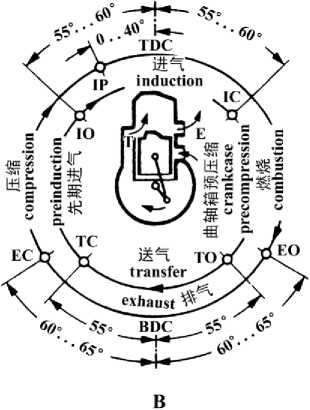 55°...60° 55°...60°
0...40° TDC
进气
IP induction
IO IC
T E
压缩
compression
preinduction
先期进气
曲轴箱预压缩
crankcase
precompression
燃烧
combustion
EC TC 送气 TO EO
transfer
exhaust 排气
55° BDC 55°
60°...65° 60°...65°
B